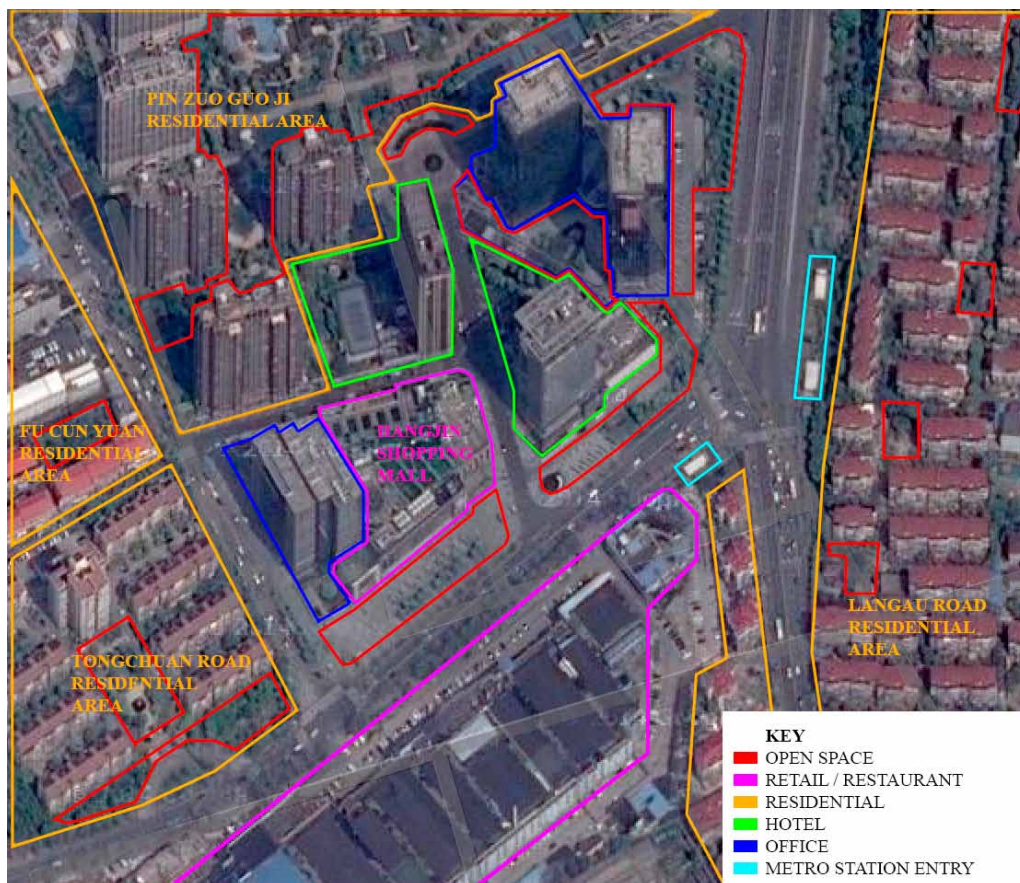 PIN ZUO GUO JI
RESIDENTIAL AREA
FU CUN YUAN
RESIDENTIAL
AREA
HANGJIN
SHOPPING
MALL
TONGCHUAN ROAD
RESIDENTIAL
AREA
LANGAU ROAD
RESIDENTIAL
AREA
KEY
OPEN SPACE
RETAIL / RESTAURANT
RESIDENTIAL
HOTEL
OFFICE
METRO STATION ENTRY